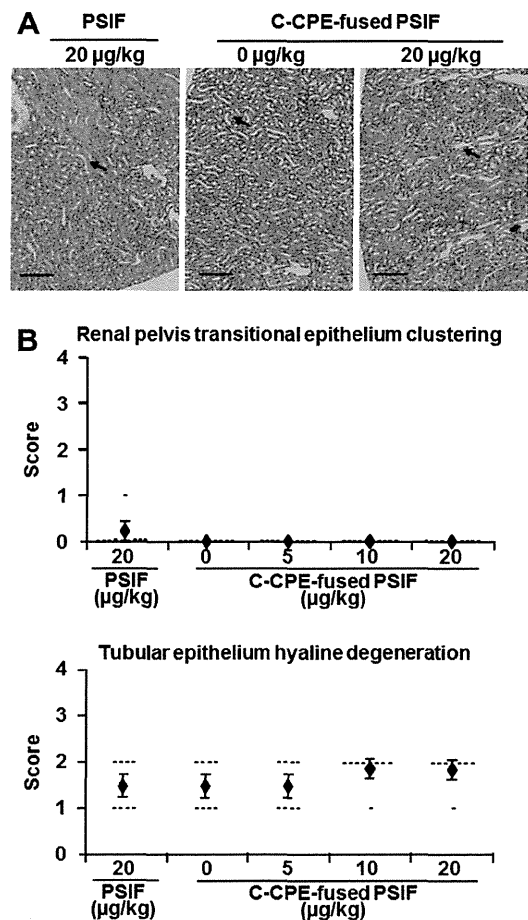 A
PSIF
C-CPE-fused PSIF
20 µg/kg
0 µg/kg
20 µg/kg
B
Renal pelvis transitional epithelium clustering
4
3
2
1
0
Score
20
0
5
10
20
PSIF
(µg/kg)
C-CPE-fused PSIF
(µg/kg)
Tubular epithelium hyaline degeneration
4
3
2
1
0
Score
20
0
5
10
20
PSIF
(µg/kg)
C-CPE-fused PSIF
(µg/kg)